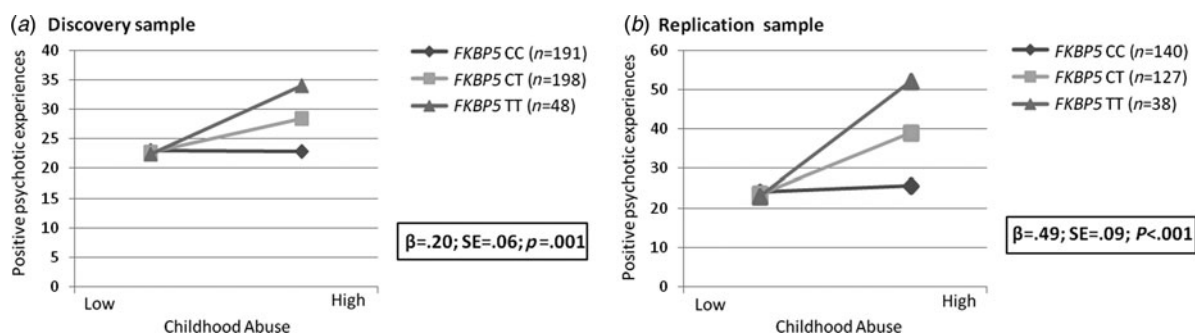 (a) Discovery sample
Positive psychotic experiences
40
35
30
25
20
15
10
5
0
Low
High
Childhood Abuse
FKBP5 CC (n=191)
FKBP5 CT (n=198)
FKBP5 TT (n=48)
β=.20; SE=.06; p=.001
(b) Replication sample
Positive psychotic experiences
60
50
40
30
20
10
0
Low
High
Childhood Abuse
FKBP5 CC (n=140)
FKBP5 CT (n=127)
FKBP5 TT (n=38)
β=.49; SE=.09; P<.001